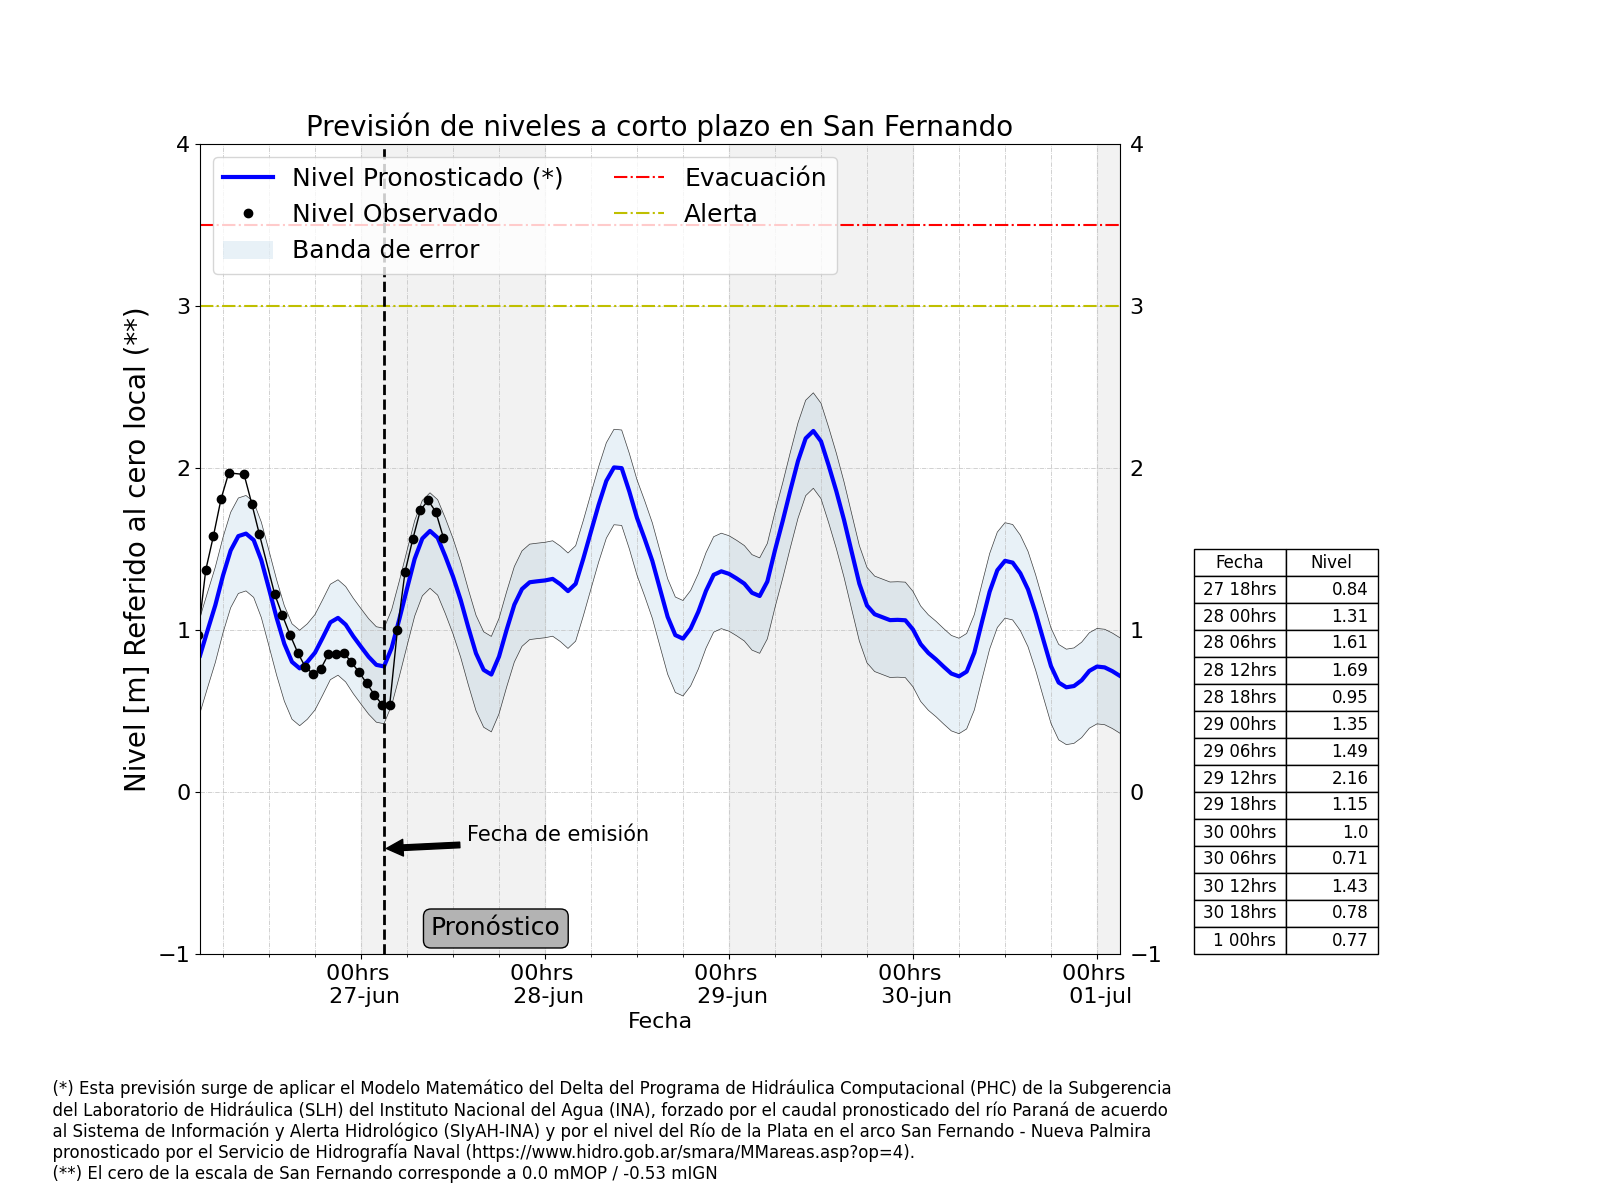 Previsión de niveles a corto plazo en San Fernando
Nivel Pronosticado (*)
Nivel Observado
Banda de error
Evacuación
Alerta
Nivel [m] Referido al cero local (**)
4
3
2
1
0
−1
4
3
2
1
0
−1
Fecha de emisión
Pronóstico
00hrs
27-jun
00hrs
28-jun
00hrs
29-jun
00hrs
30-jun
00hrs
01-jul
Fecha
Fecha Nivel
27 18hrs 0.84
28 00hrs 1.31
28 06hrs 1.61
28 12hrs 1.69
28 18hrs 0.95
29 00hrs 1.35
29 06hrs 1.49
29 12hrs 2.16
29 18hrs 1.15
30 00hrs 1.0
30 06hrs 0.71
30 12hrs 1.43
30 18hrs 0.78
1 00hrs 0.77
(*) Esta previsión surge de aplicar el Modelo Matemático del Delta del Programa de Hidráulica Computacional (PHC) de la Subgerencia
del Laboratorio de Hidráulica (SLH) del Instituto Nacional del Agua (INA), forzado por el caudal pronosticado del río Paraná de acuerdo
al Sistema de Información y Alerta Hidrológico (SIyAH-INA) y por el nivel del Río de la Plata en el arco San Fernando - Nueva Palmira
pronosticado por el Servicio de Hidrografía Naval (https://www.hidro.gob.ar/smara/MMareas.asp?op=4).
(**) El cero de la escala de San Fernando corresponde a 0.0 mMOP / -0.53 mIGN